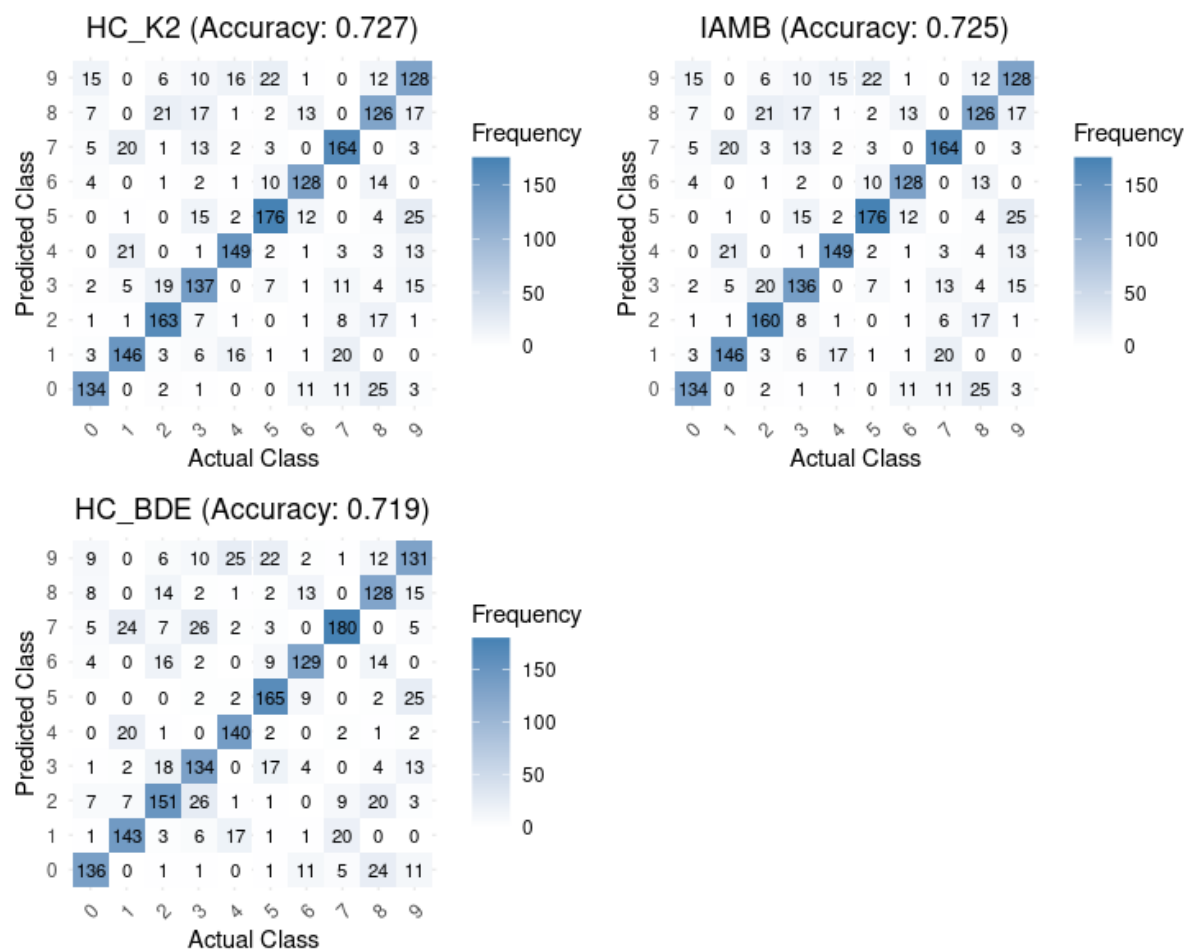 HC_K2 (Accuracy: 0.727)
Predicted Class
9 15 0 6 10 16 22 1 0 12 128
8 7 0 21 17 1 2 13 0 126 17
7 5 20 1 13 2 3 0 164 0 3
6 4 0 1 2 1 10 128 0 14 0
5 0 1 0 15 2 176 12 0 4 25
4 0 21 0 1 149 2 1 3 3 13
3 2 5 19 137 0 7 1 11 4 15
2 1 1 163 7 1 0 1 8 17 1
1 3 146 3 6 16 1 1 20 0 0
0 134 0 2 1 0 0 11 11 25 3
0 1 2 3 4 5 6 7 8 9
Actual Class
Frequency
150
100
50
0
IAMB (Accuracy: 0.725)
Predicted Class
9 15 0 6 10 15 22 1 0 12 128
8 7 0 21 17 1 2 13 0 126 17
7 5 20 3 13 2 3 0 164 0 3
6 4 0 1 2 0 10 128 0 13 0
5 0 1 0 15 2 176 12 0 4 25
4 0 21 0 1 149 2 1 3 4 13
3 2 5 20 136 0 7 1 13 4 15
2 1 1 160 8 1 0 1 6 17 1
1 3 146 3 6 17 1 1 20 0 0
0 134 0 2 1 1 0 11 11 25 3
0 1 2 3 4 5 6 7 8 9
Actual Class
Frequency
150
100
50
0
HC_BDE (Accuracy: 0.719)
Predicted Class
9 9 0 6 10 25 22 2 1 12 131
8 8 0 14 2 1 2 13 0 128 15
7 5 24 7 26 2 3 0 180 0 5
6 4 0 16 2 0 9 129 0 14 0
5 0 0 0 2 2 165 9 0 2 25
4 0 20 1 0 140 2 0 2 1 2
3 1 2 18 134 0 17 4 0 4 13
2 7 7 151 26 1 1 0 9 20 3
1 1 143 3 6 17 1 1 20 0 0
0 136 0 1 1 0 1 11 5 24 11
0 1 2 3 4 5 6 7 8 9
Actual Class
Frequency
150
100
50
0